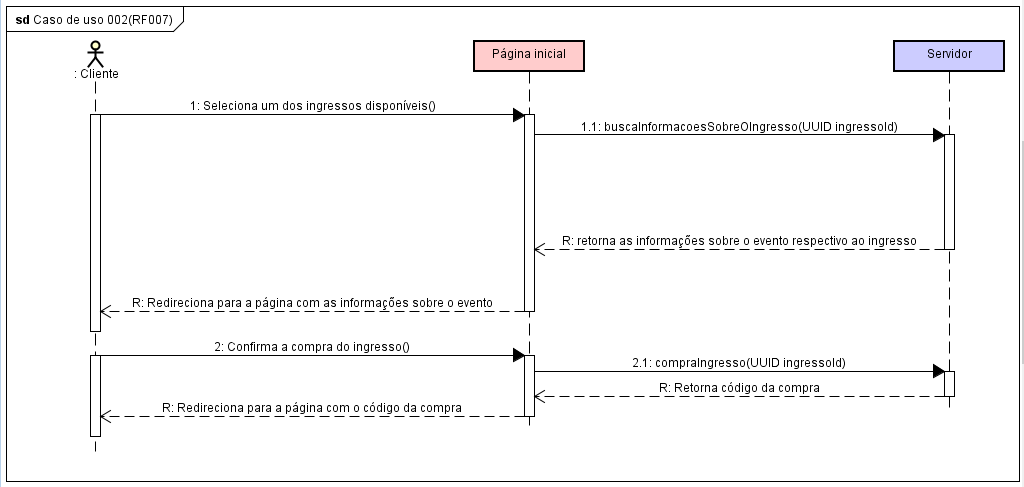 sd Caso de uso 002(RF007)
: Cliente
Página inicial
Servidor
1: Seleciona um dos ingressos disponíveis()
1.1: buscaInformacoesSobreOIngresso(UUID ingressoId)
R: retorna as informações sobre o evento respectivo ao ingresso
R: Redireciona para a página com as informações sobre o evento
2: Confirma a compra do ingresso()
2.1: compraIngresso(UUID ingressoId)
R: Retorna código da compra
R: Redireciona para a página com o código da compra